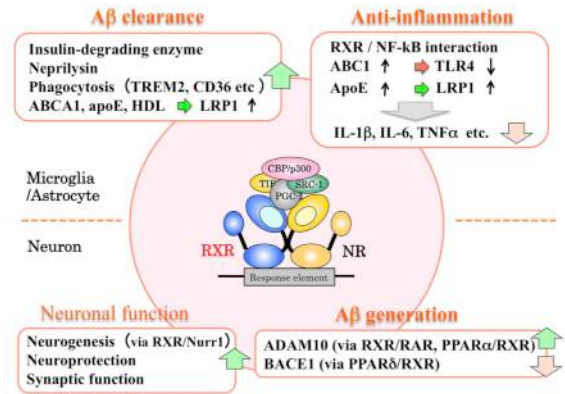 Aβ clearance
Insulin-degrading enzyme
Neprilysin
Phagocytosis (TREM2, CD36 etc)
ABCA1, apoE, HDL LRP1
Anti-inflammation
RXR / NF-kB interaction
ABC1 TLR4
ApoE LRP1
IL-1β, IL-6, TNFα etc.
Microglia
/Astrocyte
Neuron
CBP/p300
TIF SRC-1
PGC-1
RXR NR
Response element
Neuronal function
Neurogenesis (via RXR/Nurr1)
Neuroprotection
Synaptic function
Aβ generation
ADAM10 (via RXR/RAR, PPARα/RXR)
BACE1 (via PPARδ/RXR)